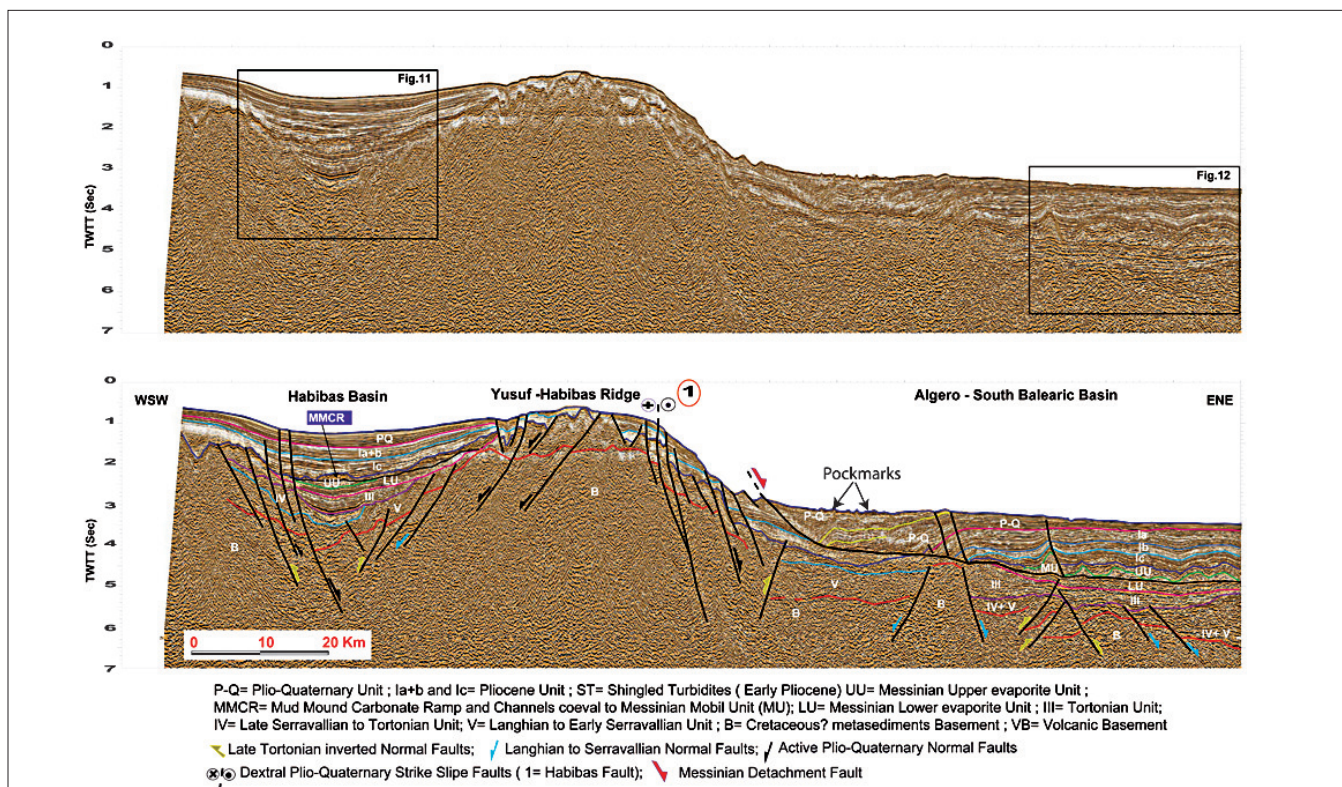 0
1
2
3
4
5
6
7
TWTT (Sec)
Fig.11
Fig.12
0
1
2
3
4
5
6
7
TWTT (Sec)
WSW
Habibas Basin
Yusuf -Habibas Ridge
1
Algero - South Balearic Basin
ENE
MMCR
PQ
Ia+b
Ic
UU
LU
III
IV
V
B
B
Pockmarks
P-Q
P-Q
P-Q
Ia
Ib
Ic
MU
UU
LU
III
III
V
B
B
IV+ V
B
IV+ V
0 10 20 Km
P-Q= Plio-Quaternary Unit ; Ia+b and Ic= Pliocene Unit ; ST= Shingled Turbidites ( Early Pliocene) UU= Messinian Upper evaporite Unit ;
MMCR= Mud Mound Carbonate Ramp and Channels coeval to Messinian Mobil Unit (MU); LU= Messinian Lower evaporite Unit ; III= Tortonian Unit;
IV= Late Serravallian to Tortonian Unit; V= Langhian to Early Serravallian Unit ; B= Cretaceous? metasediments Basement ; VB= Volcanic Basement
Late Tortonian inverted Normal Faults; Langhian to Serravallian Normal Faults; Active Plio-Quaternary Normal Faults
Dextral Plio-Quaternary Strike Slipe Faults ( 1= Habibas Fault); Messinian Detachment Fault